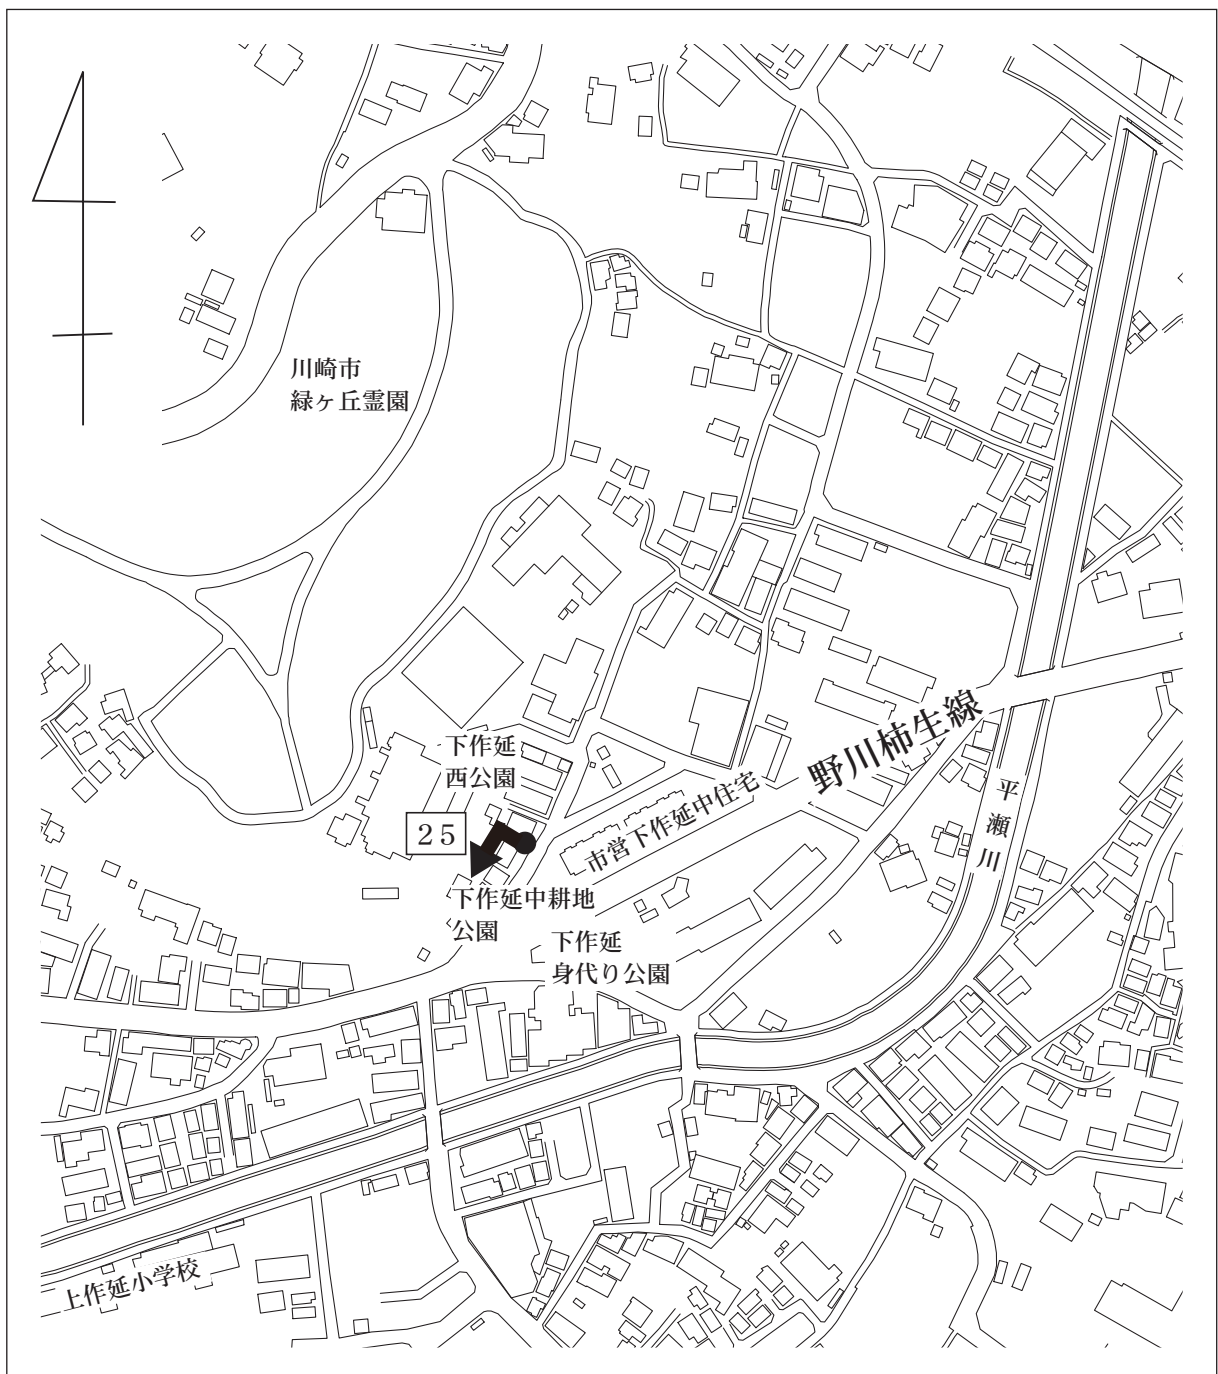 川崎市
緑ヶ丘霊園
野川柿生線
下作延
西公園
市営下作延中住宅
平瀬川
25
下作延中耕地
公園
下作延
身代り公園
上作延小学校